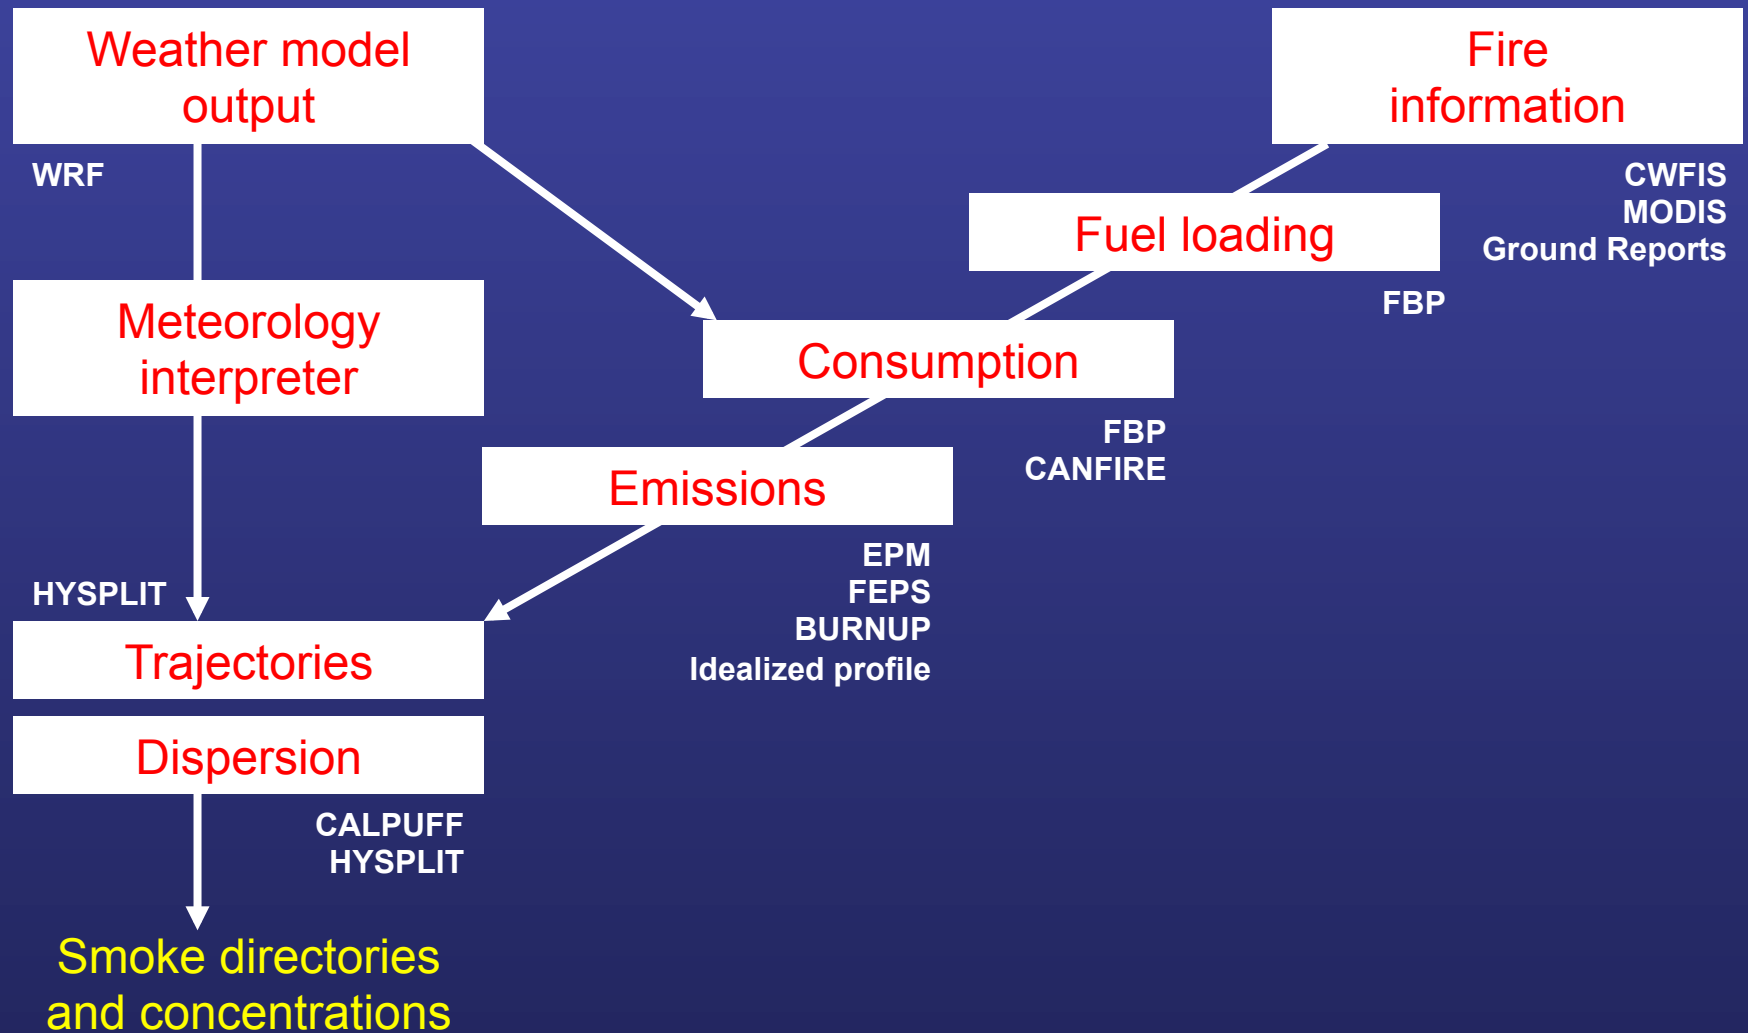 Weather model
output
WRF
Fire
information
CWFIS
MODIS
Ground Reports
Fuel loading
FBP
Meteorology
interpreter
Consumption
FBP
CANFIRE
Emissions
EPM
FEPS
BURNUP
Idealized profile
HYSPLIT
Trajectories
Dispersion
CALPUFF
HYSPLIT
Smoke directories
and concentrations